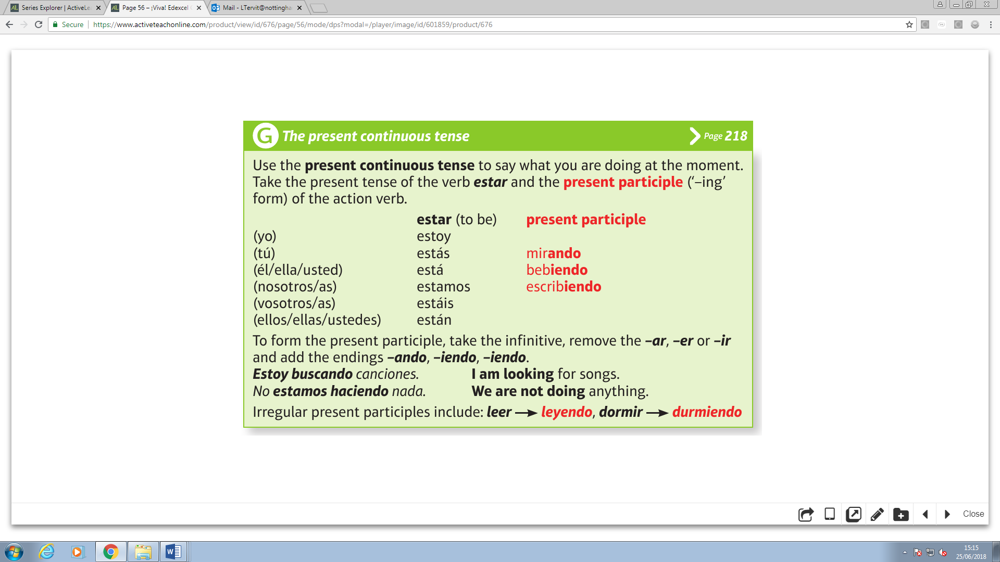 Series Explorer | ActiveLe
Page 56 – ¡Viva! Edexcel
Mail - LTervit@nottingha
Secure
https://www.activeteachonline.com/product/view/id/676/page/56/mode/dps?modal=/player/image/id/601859/product/676
G The present continuous tense Page 218
Use the present continuous tense to say what you are doing at the moment.
Take the present tense of the verb estar and the present participle (‘–ing’
form) of the action verb.
estar (to be) present participle
(yo) estoy
(tú) estás mirando
(él/ella/usted) está bebiendo
(nosotros/as) estamos escribiendo
(vosotros/as) estáis
(ellos/ellas/ustedes) están
To form the present participle, take the infinitive, remove the –ar, –er or –ir
and add the endings –ando, –iendo, –iendo.
Estoy buscando canciones. I am looking for songs.
No estamos haciendo nada. We are not doing anything.
Irregular present participles include: leer → leyendo, dormir → durmiendo
Close
15:15
25/06/2018